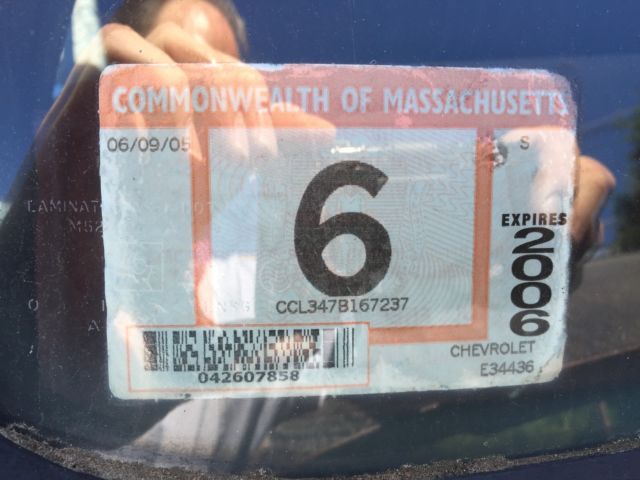 COMMONWEALTH OF MASSACHUSETTS
06/09/05
S
6
EXPIRES
2006
CCL347B167237
CHEVROLET
E34436
042607858